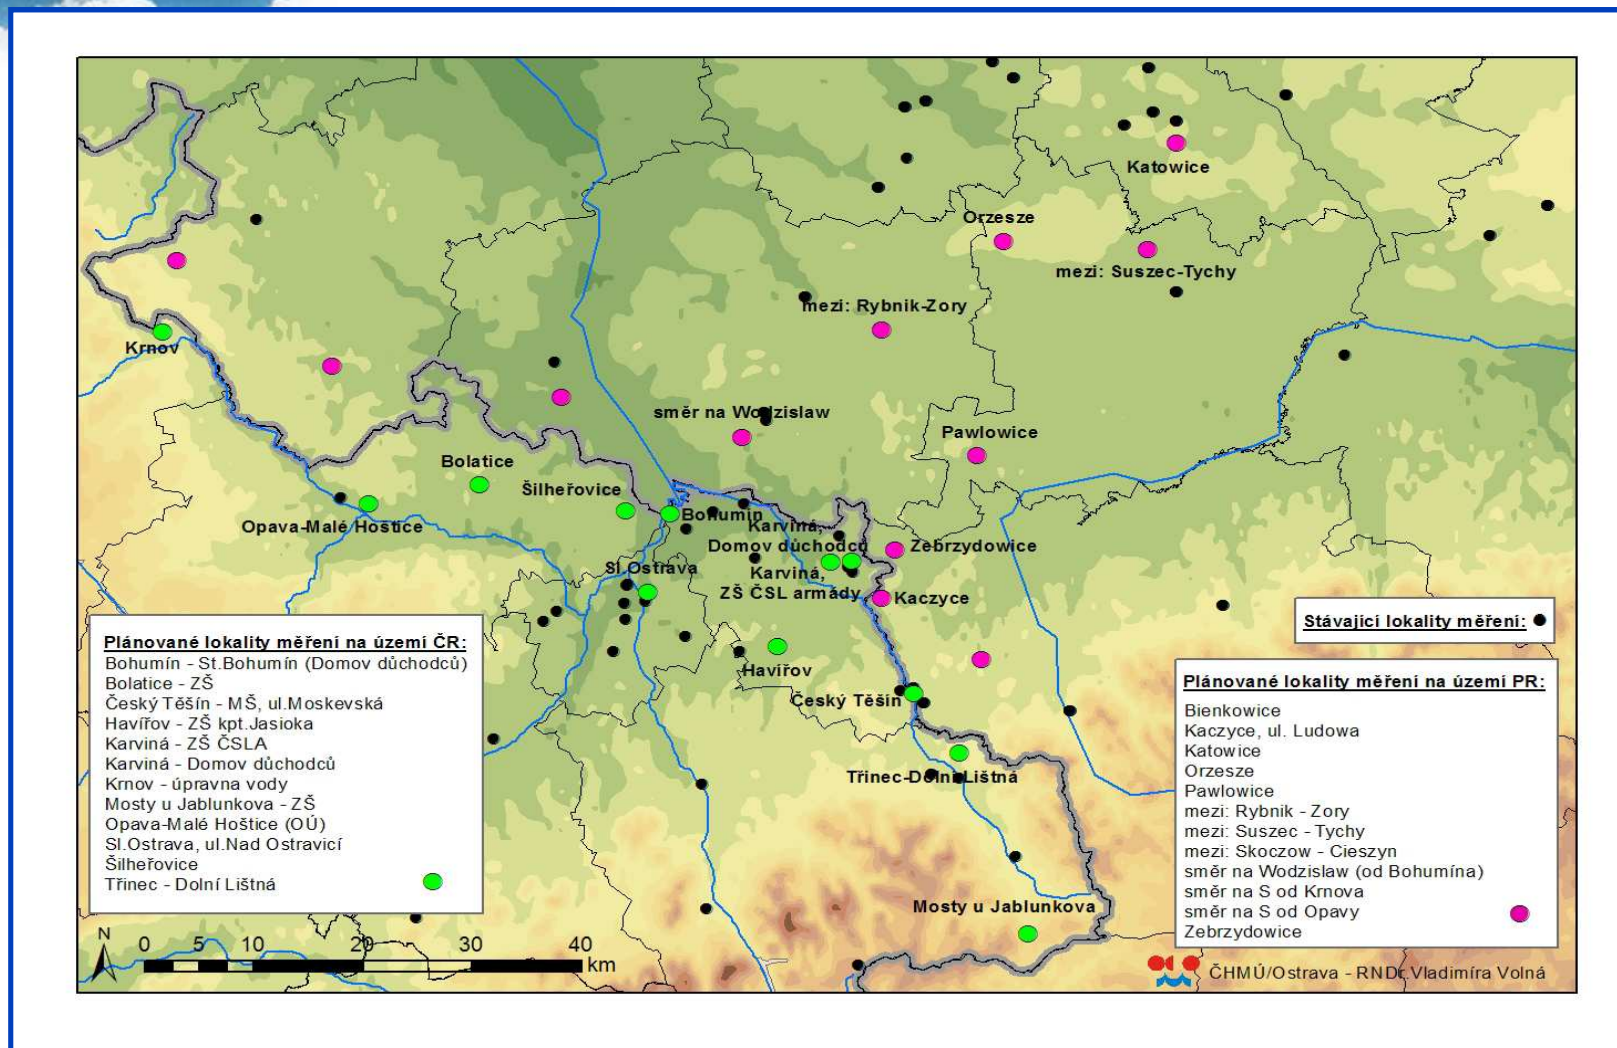 Katowice
Orzesze
mezi: Suszec-Tychy
mezi: Rybnik-Zory
Krnov
směr na Wodzislaw
Pawlowice
Bolatice
Šilheřovice
Opava-Malé Hoštice
Bohumín
Karviná,
Domov důchodců
Zebrzydowice
Sl.Ostrava
Karviná,
ZŠ ČSL armády
Kaczyce
Havířov
Český Těšín
Třinec-Dolní Lištná
Mosty u Jablunkova
Plánované lokality měření na území ČR:
Bohumín - St.Bohumín (Domov důchodců)
Bolatice - ZŠ
Český Těšín - MŠ, ul.Moskevská
Havířov - ZŠ kpt.Jasioka
Karviná - ZŠ ČSLA
Karviná - Domov důchodců
Krnov - úpravna vody
Mosty u Jablunkova - ZŠ
Opava-Malé Hoštice (OÚ)
Sl.Ostrava, ul.Nad Ostravicí
Šilheřovice
Třinec - Dolní Lištná
Stávající lokality měření:
Plánované lokality měření na území PR:
Bienkowice
Kaczyce, ul. Ludowa
Katowice
Orzesze
Pawlowice
mezi: Rybnik - Zory
mezi: Suszec - Tychy
mezi: Skoczow - Cieszyn
směr na Wodzislaw (od Bohumína)
směr na S od Krnova
směr na S od Opavy
Zebrzydowice
N
0 5 10 20 30 40
km
ČHMÚ/Ostrava - RNDr.Vladimíra Volná